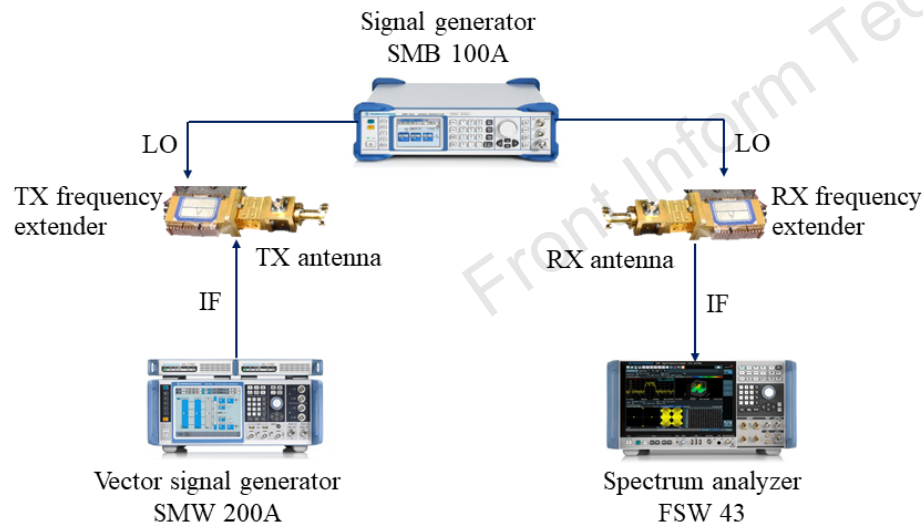 Signal generator
SMB 100A
LO
LO
TX frequency
extender
RX frequency
extender
TX antenna
RX antenna
IF
IF
Vector signal generator
SMW 200A
Spectrum analyzer
FSW 43
Front Inform Tec